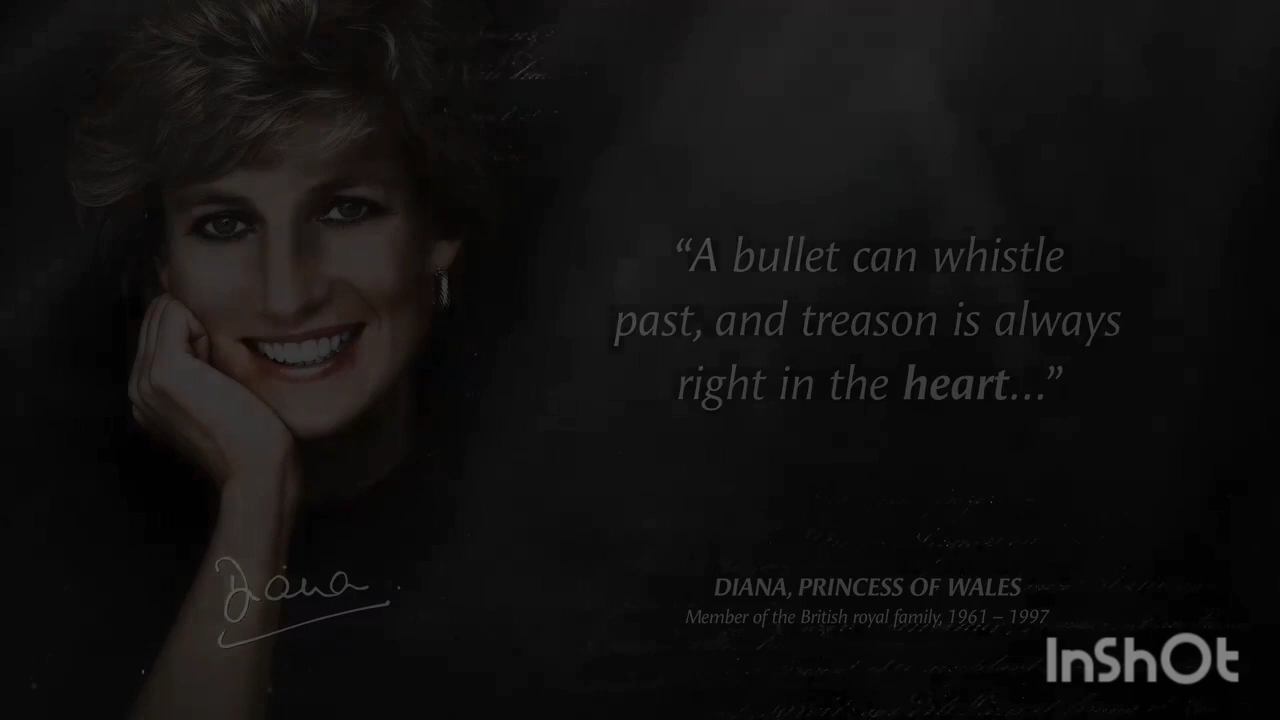 “A bullet can whistle
past, and treason is always
right in the heart...”
Diana
DIANA, PRINCESS OF WALES
Member of the British royal family, 1961 – 1997
InShOt